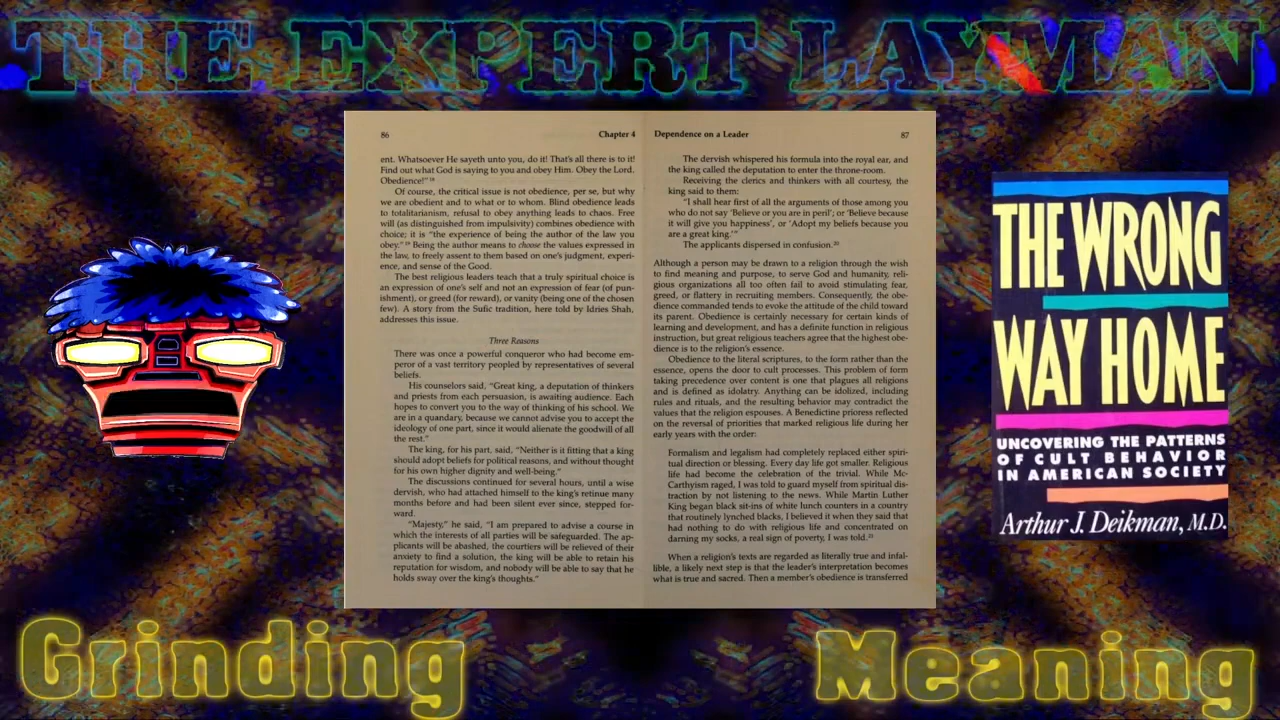 THE EXPERT LAYMAN
86 Chapter 4
ent. Whatsoever He sayeth unto you, do it! That's all there is to it!
Find out what God is saying to you and obey Him. Obey the Lord.
Obedience!" 18
Of course, the critical issue is not obedience, per se, but why
we are obedient and to what or to whom. Blind obedience leads
to totalitarianism, refusal to obey anything leads to chaos. Free
will (as distinguished from impulsivity) combines obedience with
choice; it is "the experience of being the author of the law you
obey." 19 Being the author means to choose the values expressed in
the law, to freely assent to them based on one's judgment, experi-
ence, and sense of the Good.
The best religious leaders teach that a truly spiritual choice is
an expression of one's self and not an expression of fear (of pun-
ishment), or greed (for reward), or vanity (being one of the chosen
few). A story from the Sufic tradition, here told by Idries Shah,
addresses this issue.
Three Reasons
There was once a powerful conqueror who had become em-
peror of a vast territory peopled by representatives of several
beliefs.
His counselors said, "Great king, a deputation of thinkers
and priests from each persuasion, is awaiting audience. Each
hopes to convert you to the way of thinking of his school. We
are in a quandary, because we cannot advise you to accept the
ideology of one part, since it would alienate the goodwill of all
the rest."
The king, for his part, said, "Neither is it fitting that a king
should adopt beliefs for political reasons, and without thought
for his own higher dignity and well-being."
The discussions continued for several hours, until a wise
dervish, who had attached himself to the king's retinue many
months before and had been silent ever since, stepped for-
ward.
"Majesty," he said, "I am prepared to advise a course in
which the interests of all parties will be safeguarded. The ap-
plicants will be abashed, the courtiers will be relieved of their
anxiety to find a solution, the king will be able to retain his
reputation for wisdom, and nobody will be able to say that he
holds sway over the king's thoughts."
Dependence on a Leader 87
The dervish whispered his formula into the royal ear, and
the king called the deputation to enter the throne-room.
Receiving the clerics and thinkers with all courtesy, the
king said to them:
"I shall hear first of all the arguments of those among you
who do not say 'Believe or you are in peril'; or 'Believe because
it will give you happiness', or 'Adopt my beliefs because you
are a great king.'"
The applicants dispersed in confusion.20
Although a person may be drawn to a religion through the wish
to find meaning and purpose, to serve God and humanity, reli-
gious organizations all too often fail to avoid stimulating fear,
greed, or flattery in recruiting members. Consequently, the obe-
dience commanded tends to evoke the attitude of the child toward
its parent. Obedience is certainly necessary for certain kinds of
learning and development, and has a definite function in religious
instruction, but great religious teachers agree that the highest obe-
dience is to the religion's essence.
Obedience to the literal scriptures, to the form rather than the
essence, opens the door to cult processes. This problem of form
taking precedence over content is one that plagues all religions
and is defined as idolatry. Anything can be idolized, including
rules and rituals, and the resulting behavior may contradict the
values that the religion espouses. A Benedictine prioress reflected
on the reversal of priorities that marked religious life during her
early years with the order:
Formalism and legalism had completely replaced either spiri-
tual direction or blessing. Every day life got smaller. Religious
life had become the celebration of the trivial. While Mc-
Carthyism raged, I was told to guard myself from spiritual dis-
traction by not listening to the news. While Martin Luther
King began black sit-ins of white lunch counters in a country
that routinely lynched blacks, I believed it when they said that
had nothing to do with religious life and concentrated on
darning my socks, a real sign of poverty, I was told.21
When a religion's texts are regarded as literally true and infal-
lible, a likely next step is that the leader's interpretation becomes
what is true and sacred. Then a member's obedience is transferred
THE WRONG
WAY HOME
UNCOVERING THE PATTERNS
OF CULT BEHAVIOR
IN AMERICAN SOCIETY
Arthur J. Deikman, M.D.
Grinding Meaning